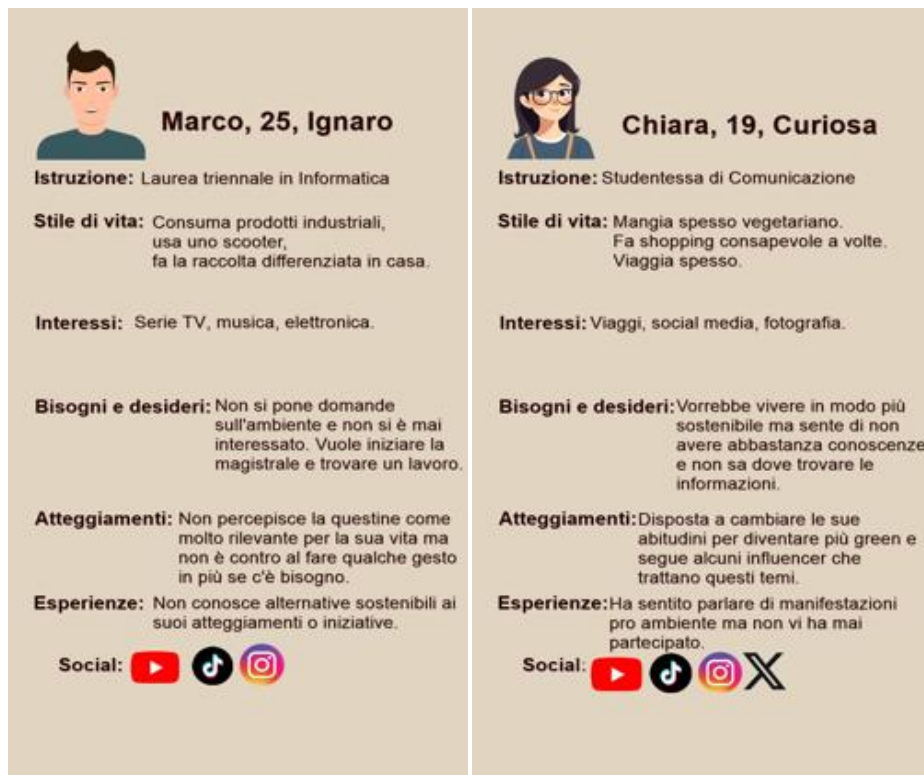 Marco, 25, Ignaro
Istruzione: Laurea triennale in Informatica
Stile di vita: Consuma prodotti industriali,
usa uno scooter,
fa la raccolta differenziata in casa.
Interessi: Serie TV, musica, elettronica.
Bisogni e desideri: Non si pone domande
sull'ambiente e non si è mai
interessato. Vuole iniziare la
magistrale e trovare un lavoro.
Atteggiamenti: Non percepisce la questine come
molto rilevante per la sua vita ma
non è contro al fare qualche gesto
in più se c'è bisogno.
Esperienze: Non conosce alternative sostenibili ai
suoi atteggiamenti o iniziative.
Social:
Chiara, 19, Curiosa
Istruzione: Studentessa di Comunicazione
Stile di vita: Mangia spesso vegetariano.
Fa shopping consapevole a volte.
Viaggia spesso.
Interessi: Viaggi, social media, fotografia.
Bisogni e desideri: Vorrebbe vivere in modo più
sostenibile ma sente di non
avere abbastanza conoscenze
e non sa dove trovare le
informazioni.
Atteggiamenti: Disposta a cambiare le sue
abitudini per diventare più green e
segue alcuni influencer che
trattano questi temi.
Esperienze: Ha sentito parlare di manifestazioni
pro ambiente ma non vi ha mai
partecipato.
Social: